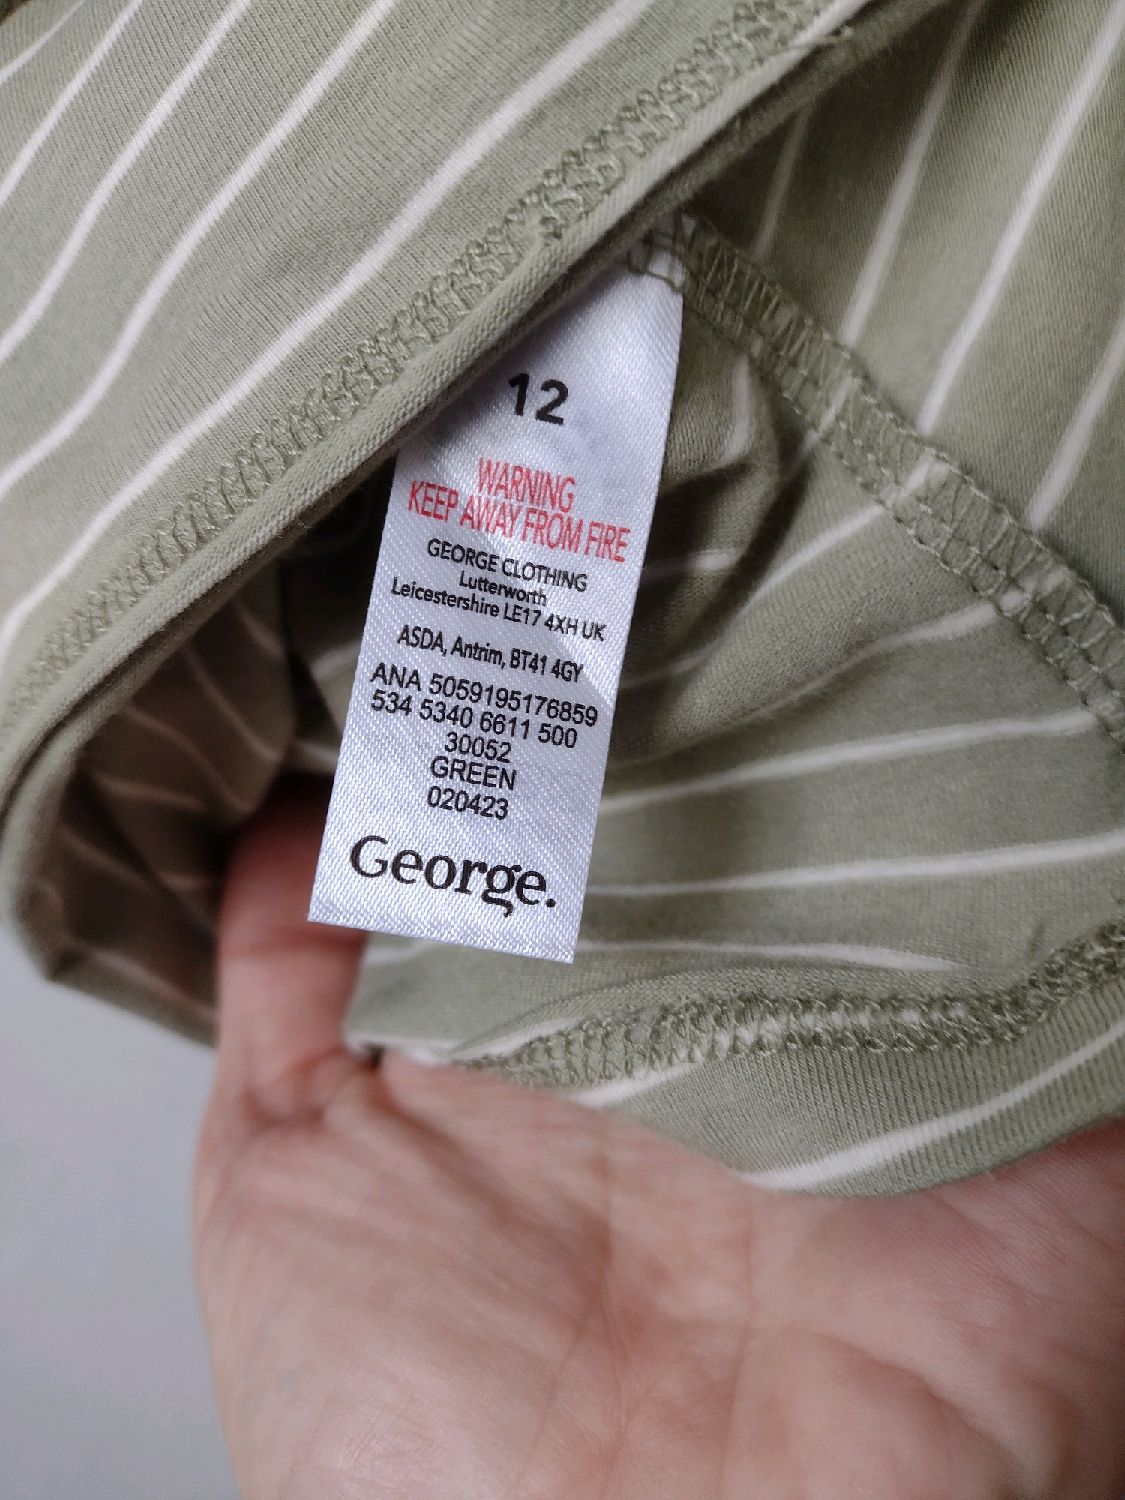 12
WARNING
KEEP AWAY FROM FIRE
GEORGE CLOTHING
Lutterworth
Leicestershire LE17 4XH UK
ASDA, Antrim, BT41 4GY
ANA 5059195176859
534 5340 6611 500
30052
GREEN
020423
George.